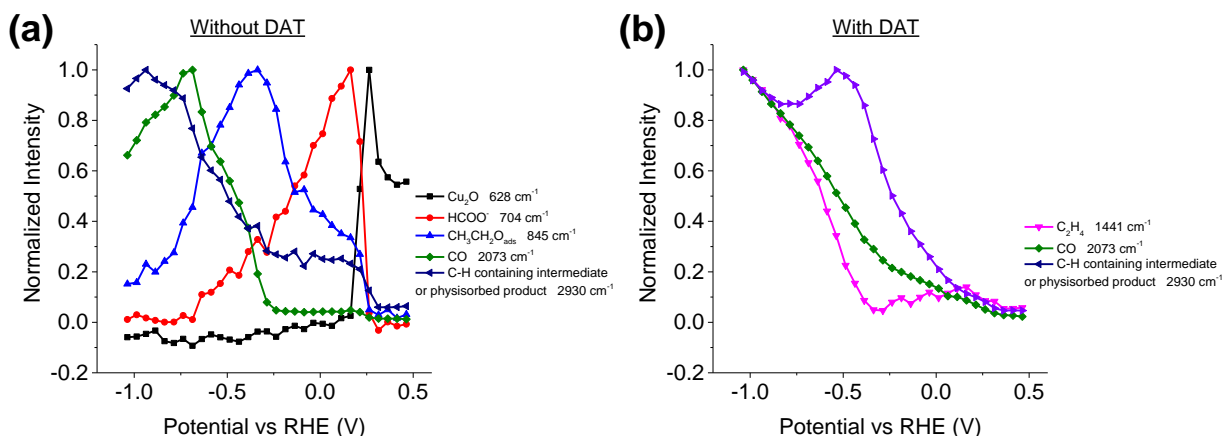 (a)
Without DAT
Normalized Intensity
1.0
0.8
0.6
0.4
0.2
0.0
-0.2
-1.0 -0.5 0.0 0.5
Potential vs RHE (V)
Cu₂O 628 cm⁻¹
HCOO⁻ 704 cm⁻¹
CH₃CH₂Oₐds 845 cm⁻¹
CO 2073 cm⁻¹
C-H containing intermediate
or physisorbed product 2930 cm⁻¹
(b)
With DAT
Normalized Intensity
1.0
0.8
0.6
0.4
0.2
0.0
-0.2
-1.0 -0.5 0.0 0.5
Potential vs RHE (V)
C₂H₄ 1441 cm⁻¹
CO 2073 cm⁻¹
C-H containing intermediate
or physisorbed product 2930 cm⁻¹